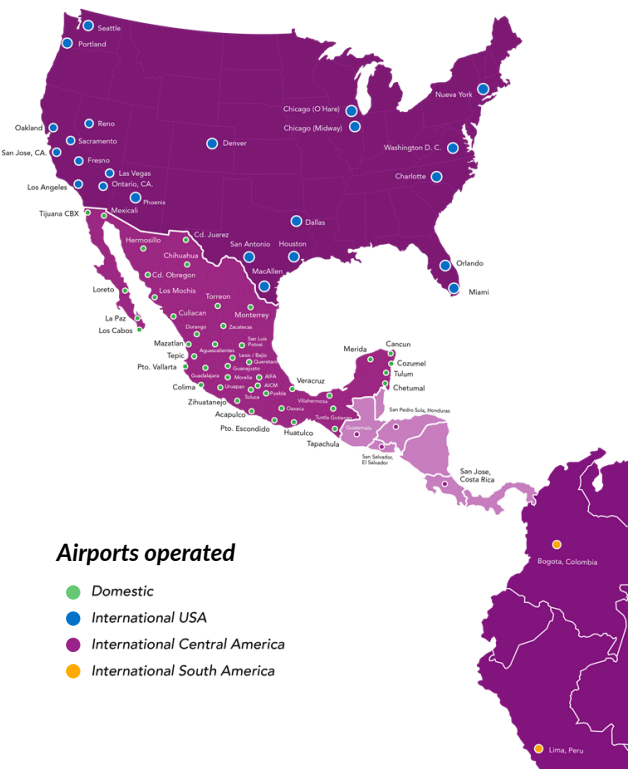 Seattle
Portland
Nueva York
Chicago (O'Hare)
Chicago (Midway)
Reno
Oakland
Sacramento
San Jose, CA.
Fresno
Denver
Washington D. C.
Las Vegas
Ontario, CA.
Los Angeles
Phoenix
Charlotte
Tijuana CBX
Mexicali
Dallas
Cd. Juarez
Hermosillo
San Antonio
Houston
Chihuahua
Orlando
MacAllen
Cd. Obregon
Miami
Loreto
Los Mochis
Torreon
La Paz
Culiacan
Monterrey
Los Cabos
Durango
Zacatecas
Mazatlan
San Luis
Potosi
Cancun
Merida
Aguascalientes
Tepic
Leon / Bajio
Queretaro
Cozumel
Pto. Vallarta
Guanajuato
Tulum
Guadalajara
Morelia
AIFA
Veracruz
Colima
Uruapan
AICM
Chetumal
Puebla
Toluca
Zihuatanejo
Villahermosa
Oaxaca
San Pedro Sula, Honduras
Acapulco
Tuxtla Gutierrez
Pto. Escondido
Huatulco
Guatemala
Tapachula
San Salvador,
El Salvador
San Jose,
Costa Rica
Bogota, Colombia
Airports operated
Domestic
International USA
International Central America
International South America
Lima, Peru